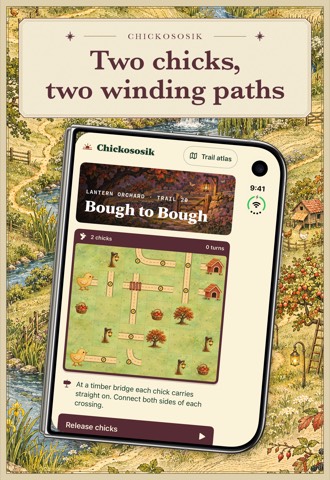 CHICKOSOSIK
Two chicks,
two winding paths
Chickososik
Trail atlas
9:41
LANTERN ORCHARD · TRAIL 28
Bough to Bough
2 chicks
0 turns
At a timber bridge each chick carries
straight on. Connect both sides of each
crossing.
Release chicks